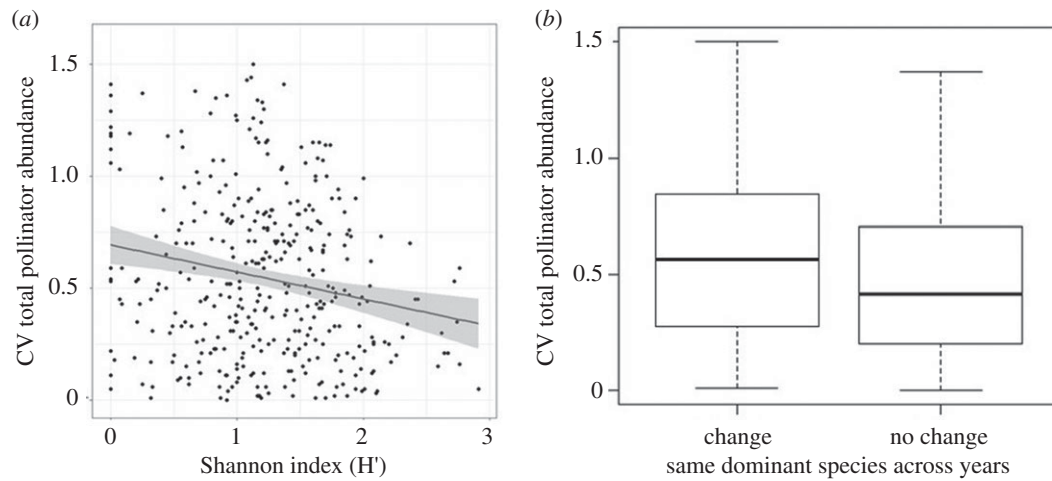 (a)
CV total pollinator abundance
1.5
1.0
0.5
0
0 1 2 3
Shannon index (H')
(b)
CV total pollinator abundance
1.5
1.0
0.5
0
change no change
same dominant species across years